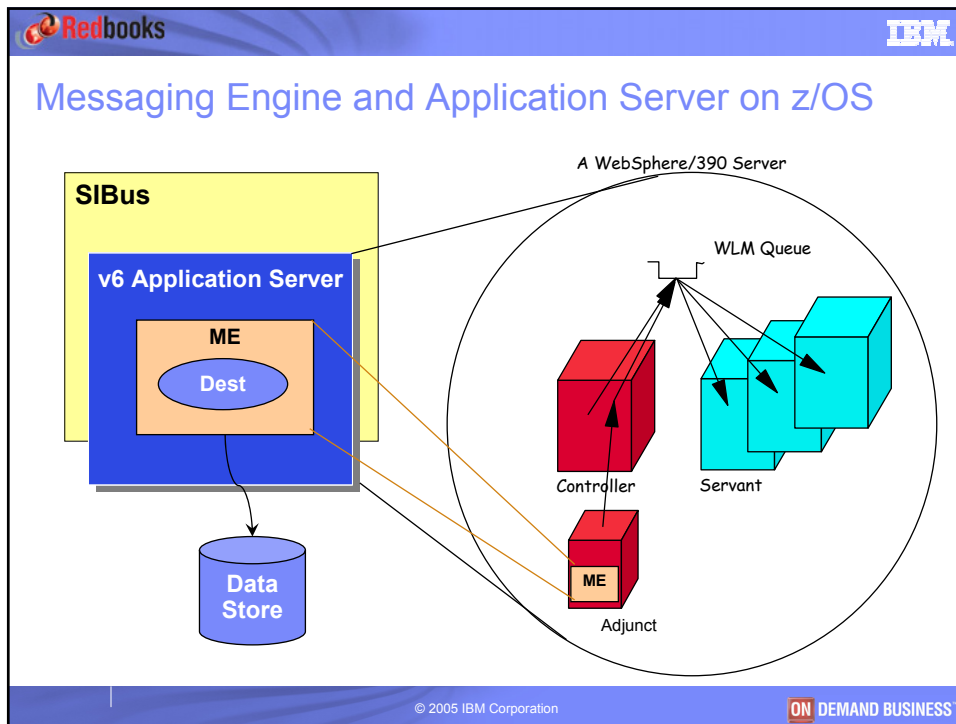 Redbooks
IBM
Messaging Engine and Application Server on z/OS
A WebSphere/390 Server
SIBus
WLM Queue
v6 Application Server
ME
Dest
Controller
Servant
Data
Store
ME
Adjunct
© 2005 IBM Corporation
ON DEMAND BUSINESS™